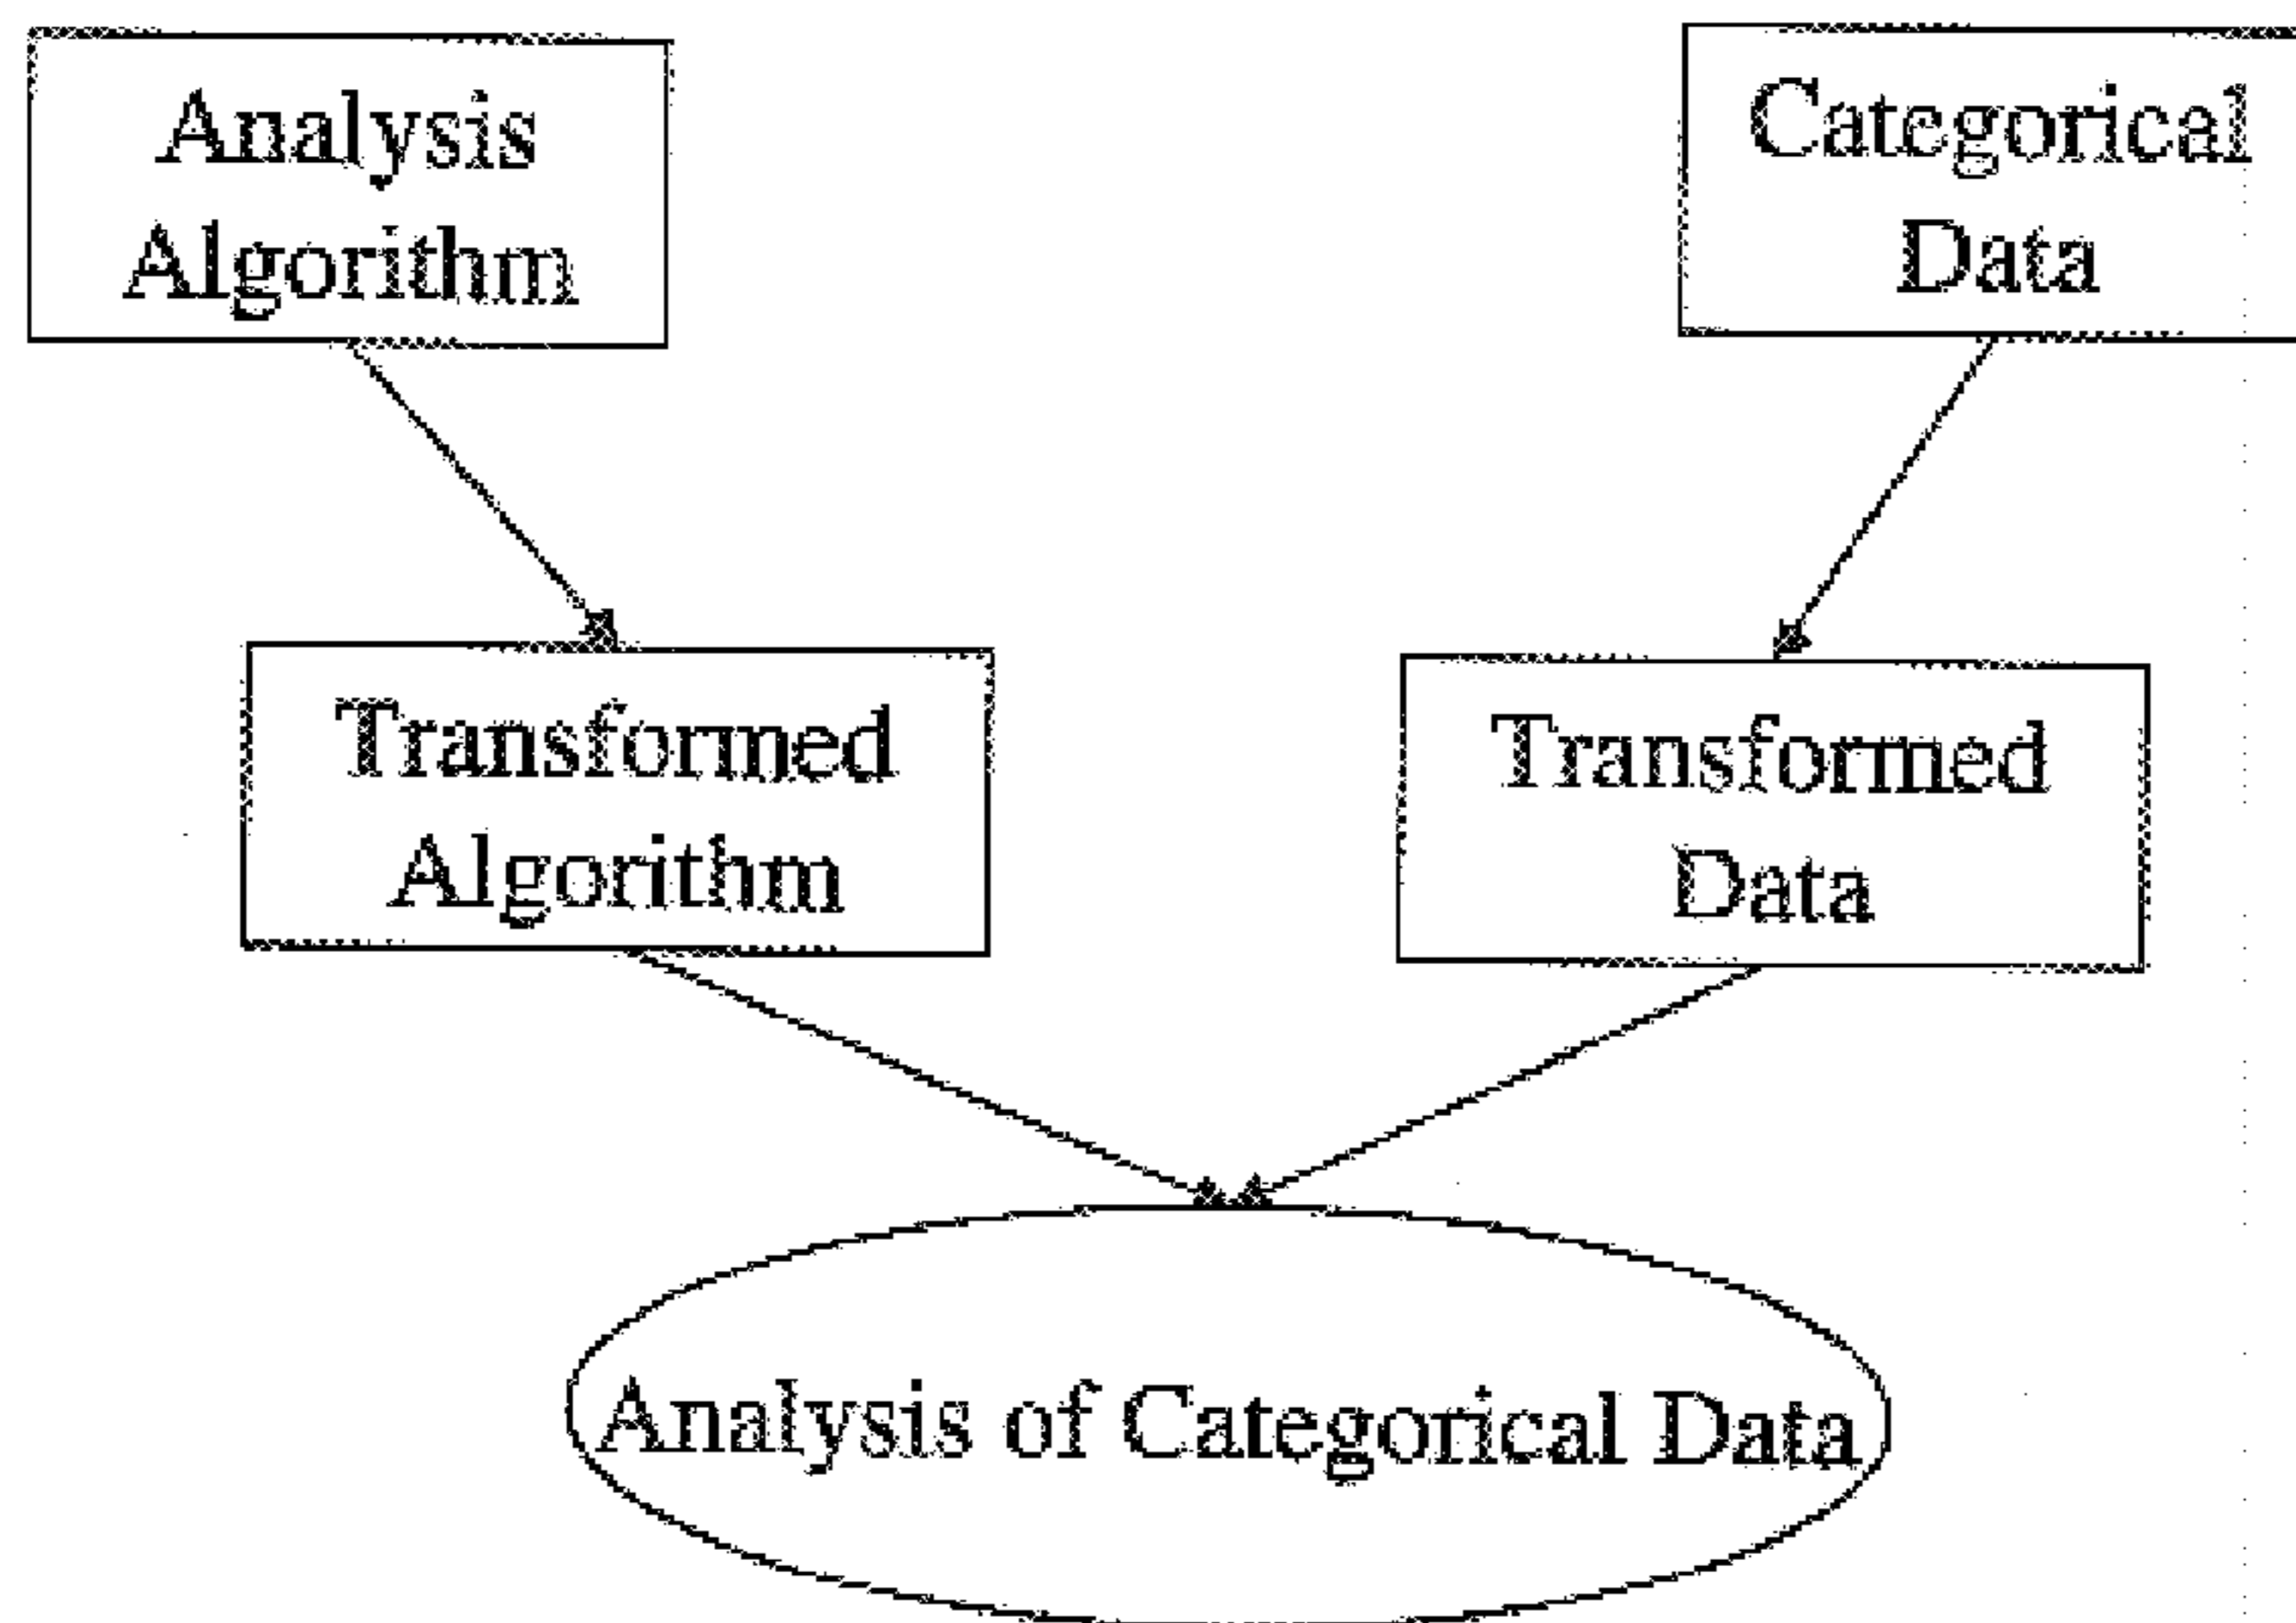 Analysis
Algorithm
Categorical
Data
Transformed
Algorithm
Transformed
Data
Analysis of Categorical Data